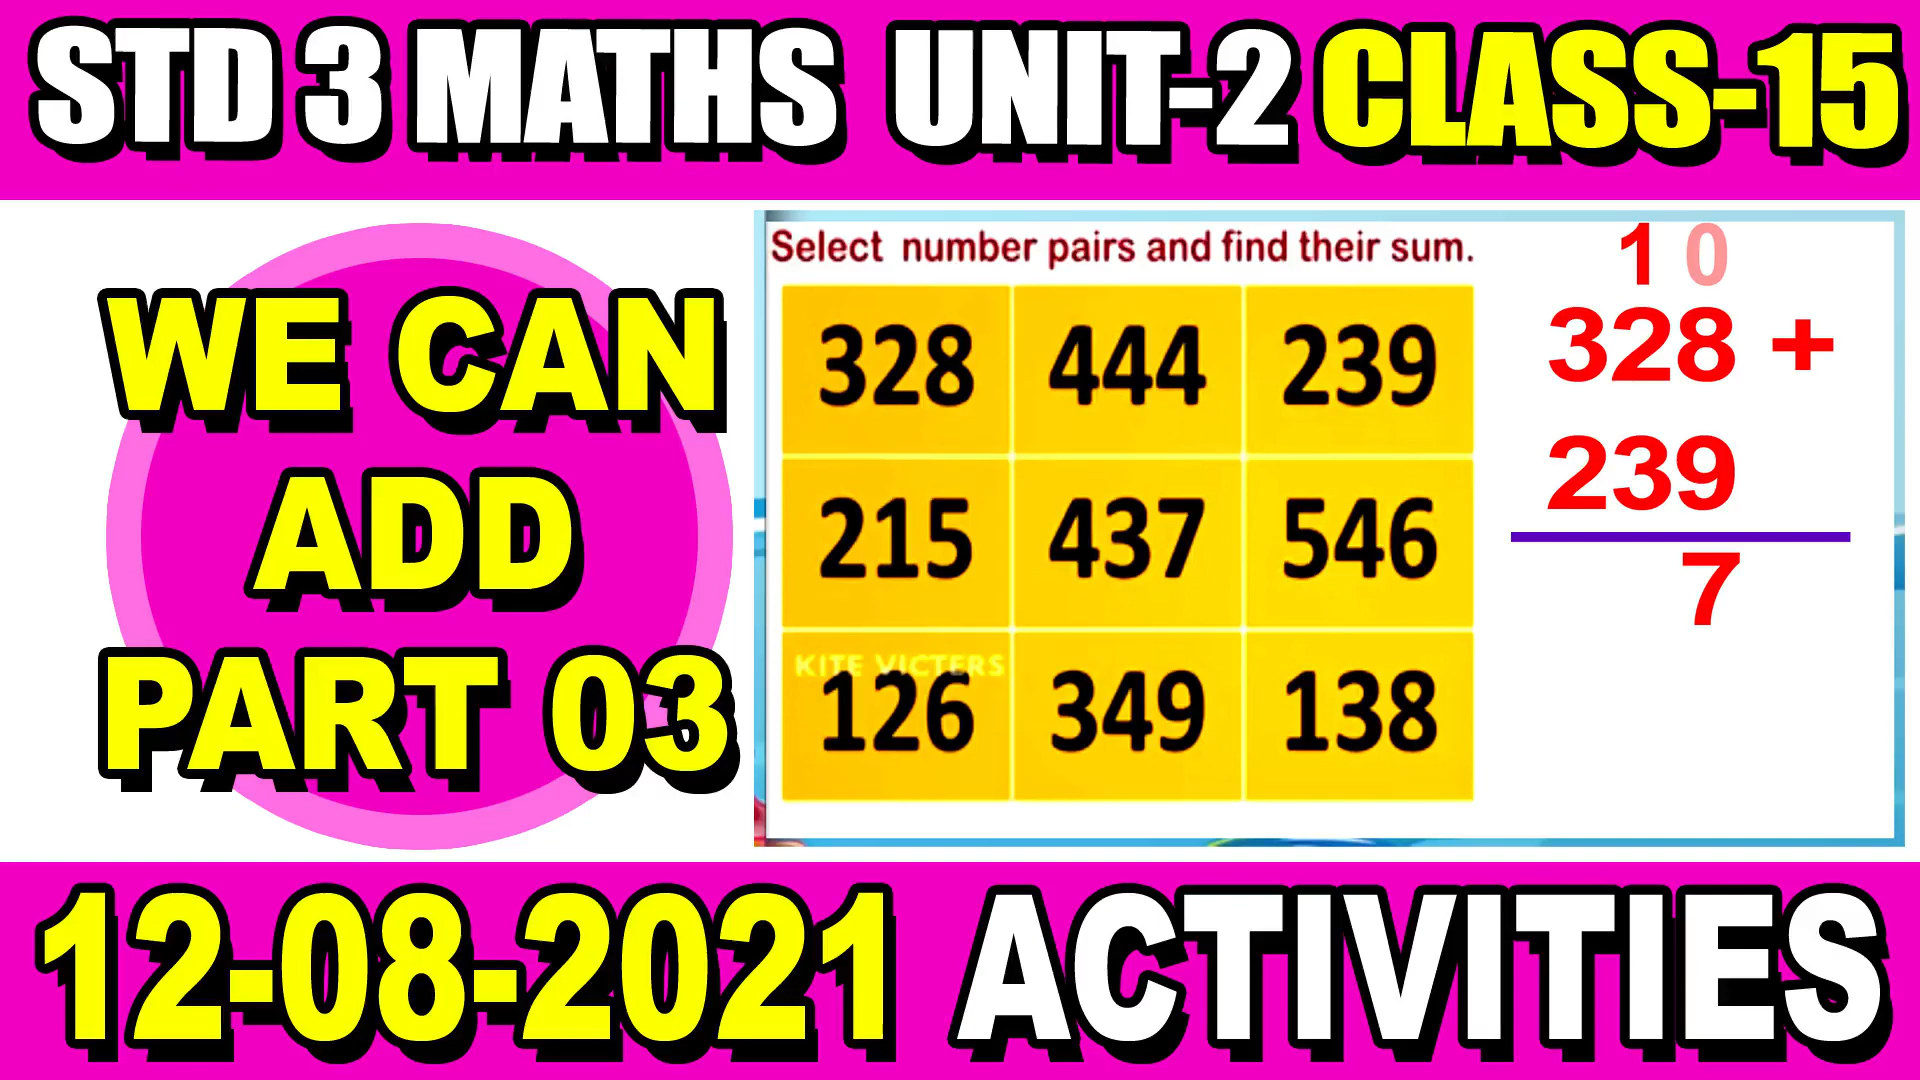 STD 3 MATHS UNIT-2 CLASS-15
WE CAN
ADD
PART 03
Select number pairs and find their sum.
328 444 239
215 437 546
KITE VICTERS
126 349 138
1 0
328 +
239
7
12-08-2021 ACTIVITIES